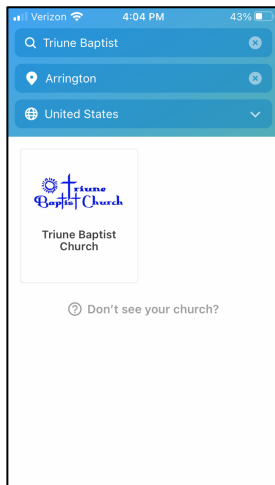 Verizon 4:04 PM 43%
Triune Baptist
Arrington
United States
Triune
Baptist Church
Triune Baptist
Church
Don't see your church?